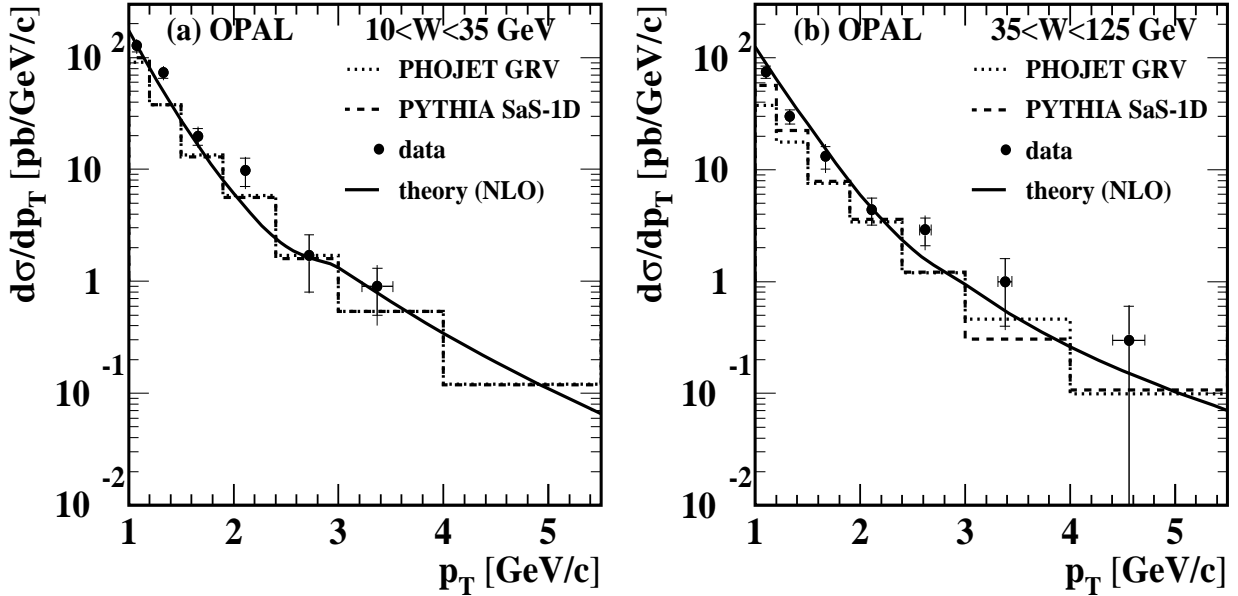 (a) OPAL 10<W<35 GeV
PHOJET GRV
PYTHIA SaS-1D
data
theory (NLO)
dσ/dp_T [pb/GeV/c]
10^2
10
1
10^-1
10^-2
1 2 3 4 5
p_T [GeV/c]
(b) OPAL 35<W<125 GeV
PHOJET GRV
PYTHIA SaS-1D
data
theory (NLO)
dσ/dp_T [pb/GeV/c]
10^2
10
1
10^-1
10^-2
1 2 3 4 5
p_T [GeV/c]